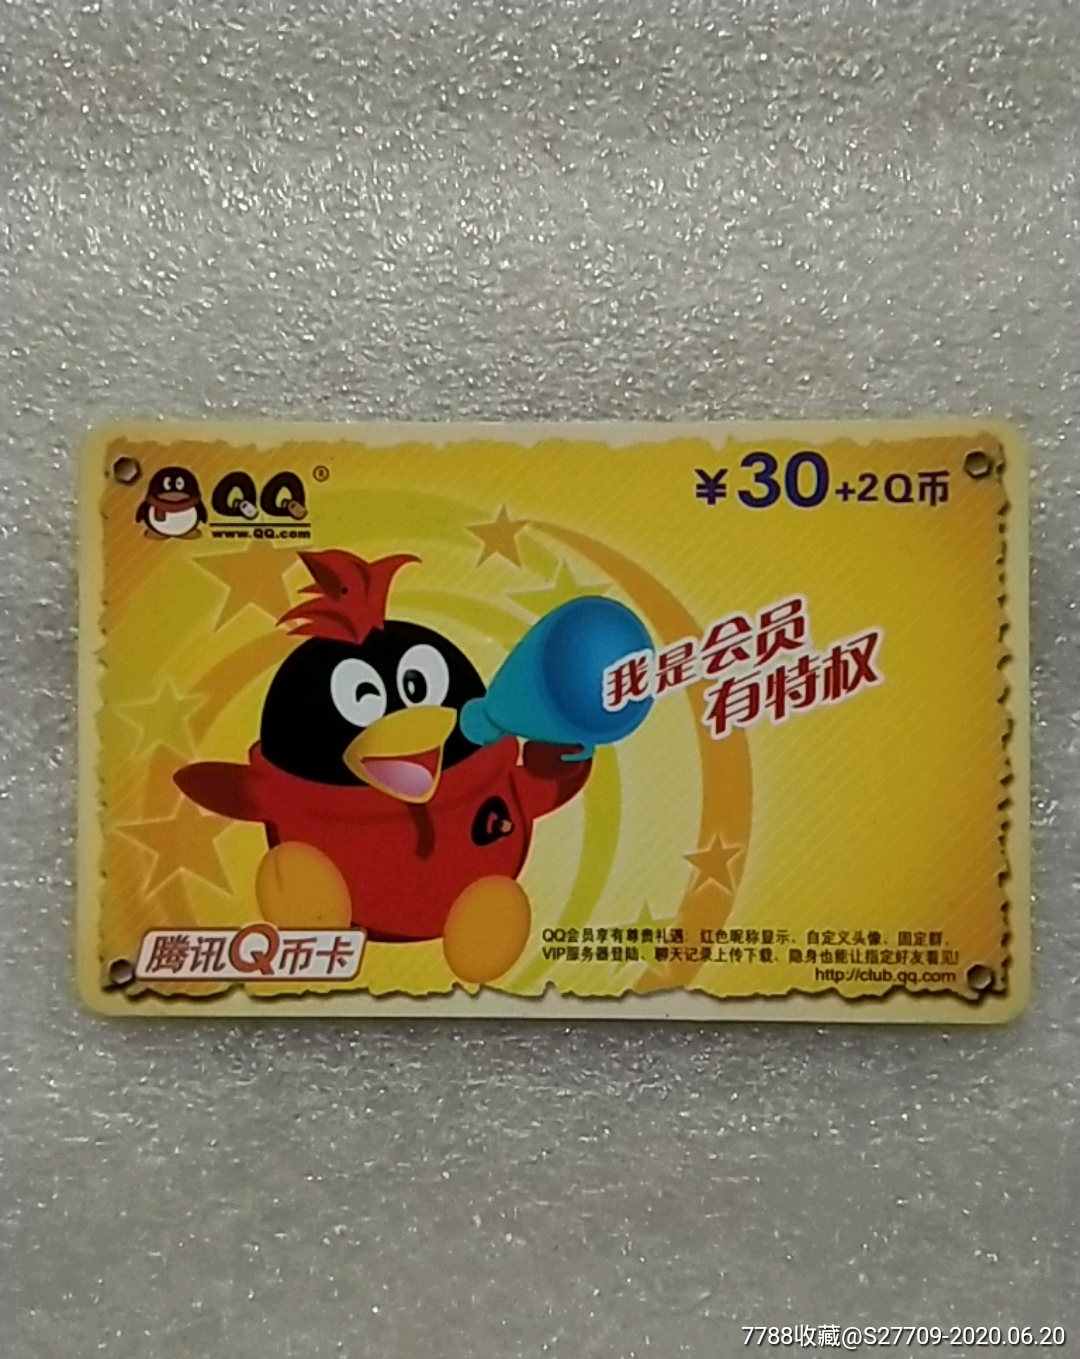 QQ®
www.QQ.com
¥30+2Q币
我是会员
有特权
腾讯Q币卡
QQ会员享有尊贵礼遇：红色昵称显示、自定义头像、固定群、
VIP服务器登陆、聊天记录上传下载、隐身也能让指定好友看见!
http://club.qq.com
7788收藏@S27709-2020.06.20